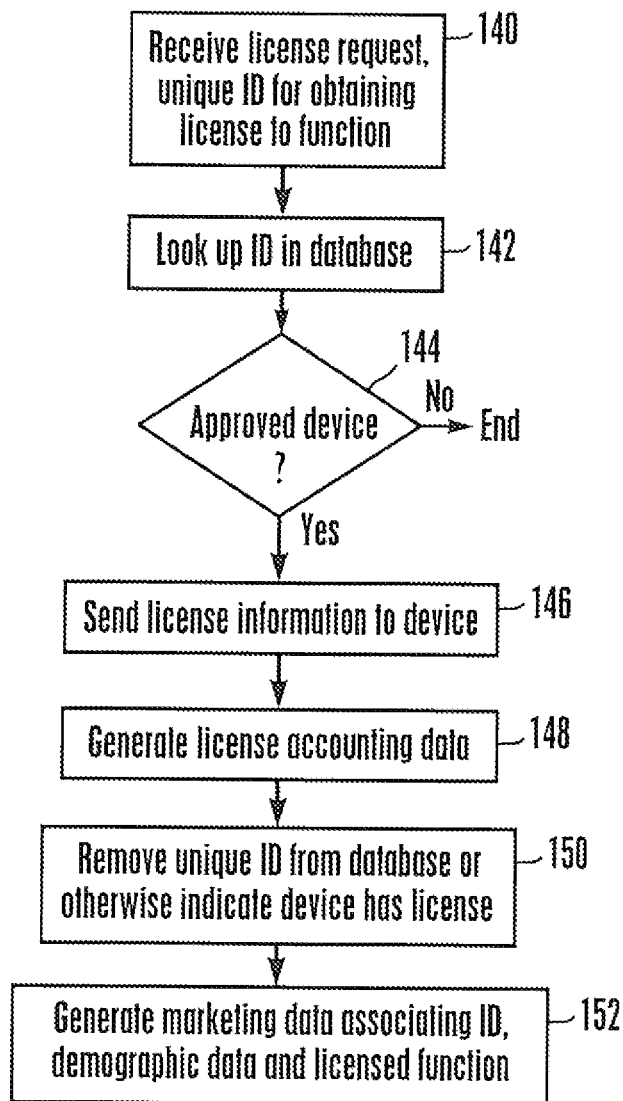 Receive license request,
unique ID for obtaining
license to function
140
Look up ID in database
142
144
Approved device
?
No
End
Yes
Send license information to device
146
Generate license accounting data
148
Remove unique ID from database or
otherwise indicate device has license
150
Generate marketing data associating ID,
demographic data and licensed function
152